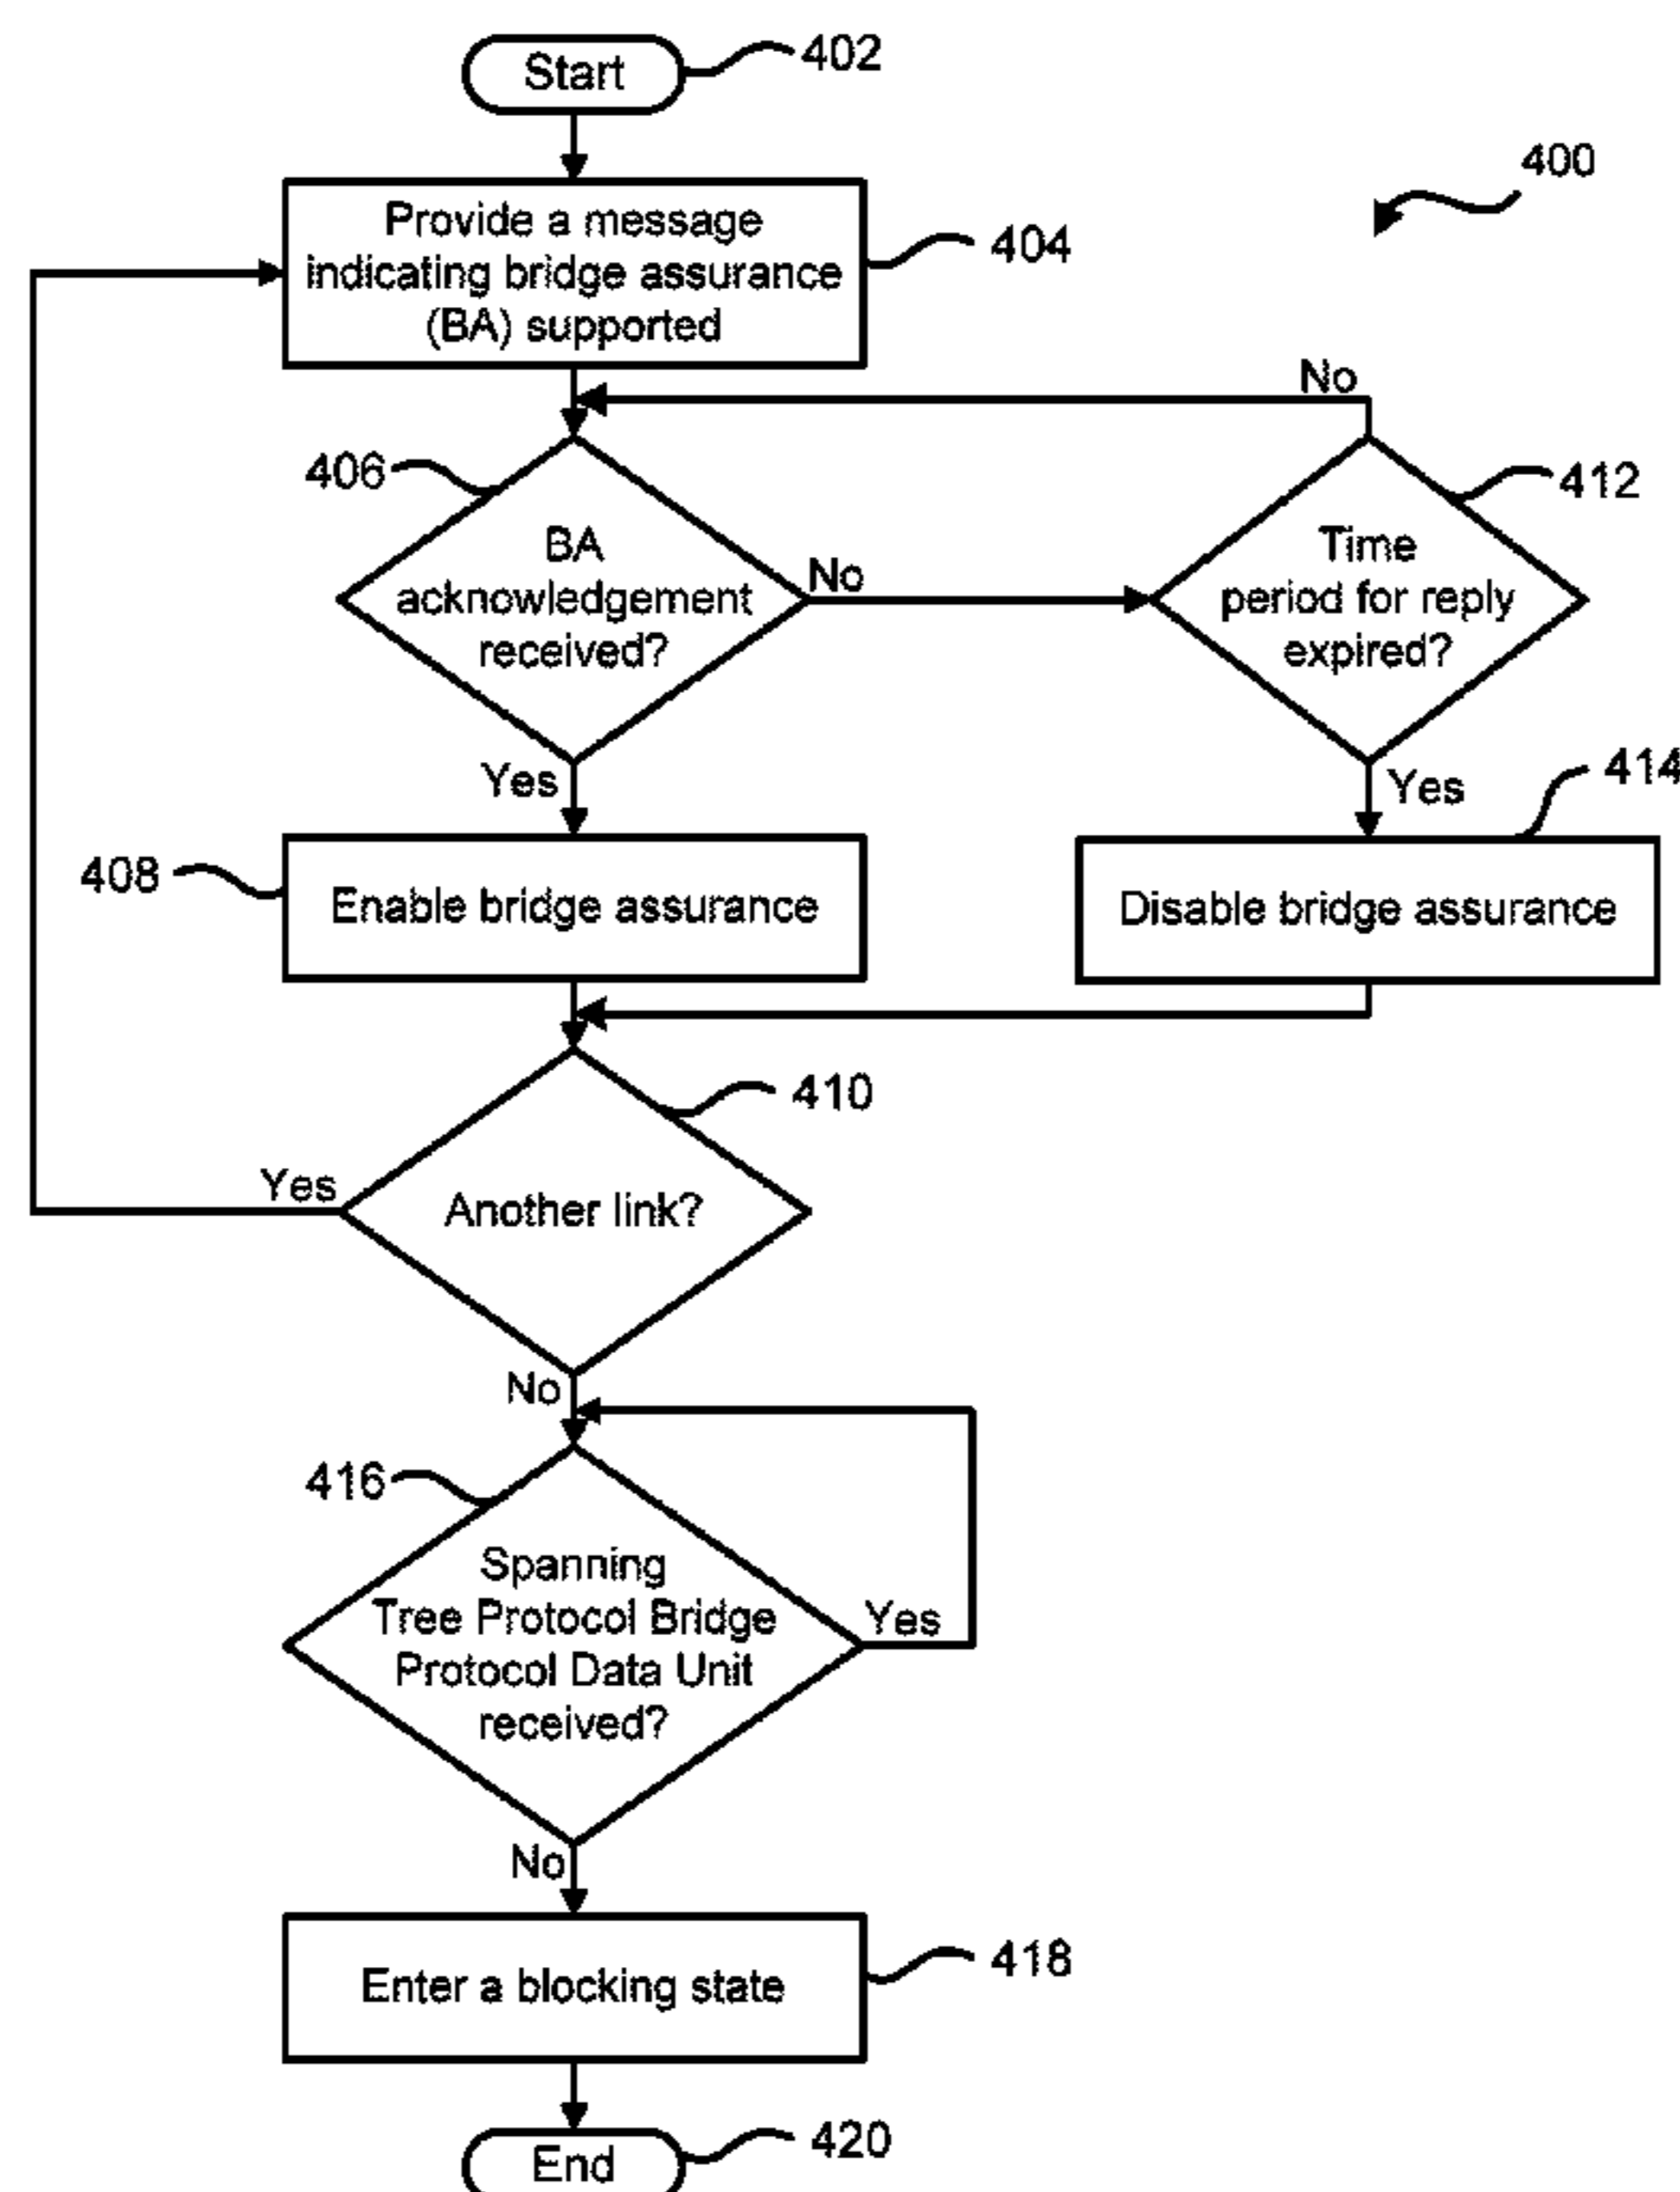 Start
402
400
Provide a message
indicating bridge assurance
(BA) supported
404
No
406
412
BA
acknowledgement
received?
No
Time
period for reply
expired?
Yes
Yes
414
408
Enable bridge assurance
Disable bridge assurance
410
Yes
Another link?
No
416
Spanning
Tree Protocol Bridge
Protocol Data Unit
received?
Yes
No
Enter a blocking state
418
End
420